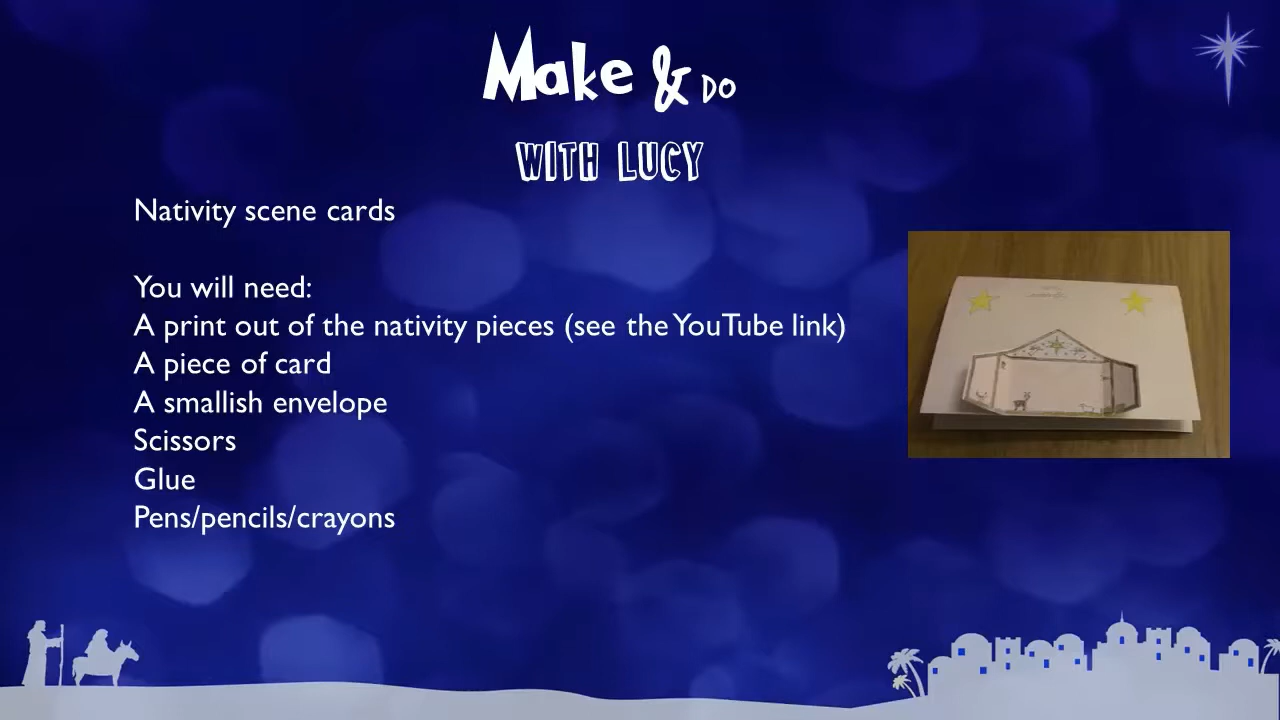 Make & DO
WITH LUCY
Nativity scene cards
You will need:
A print out of the nativity pieces (see the YouTube link)
A piece of card
A smallish envelope
Scissors
Glue
Pens/pencils/crayons